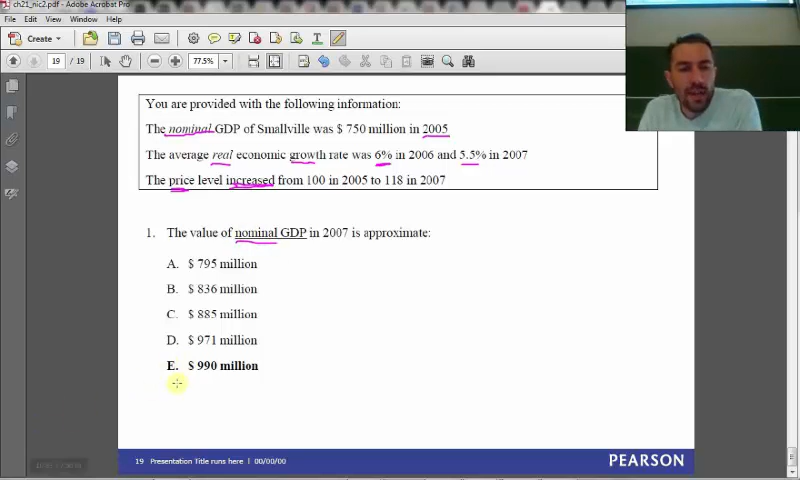 ch21_nic2.pdf - Adobe Acrobat Pro
File Edit View Window Help
Create
19 / 19
77.5%
You are provided with the following information:
The nominal GDP of Smallville was $ 750 million in 2005
The average real economic growth rate was 6% in 2006 and 5.5% in 2007
The price level increased from 100 in 2005 to 118 in 2007
1. The value of nominal GDP in 2007 is approximate:
A. $ 795 million
B. $ 836 million
C. $ 885 million
D. $ 971 million
E. $ 990 million
19 Presentation Title runs here | 00/00/00
PEARSON